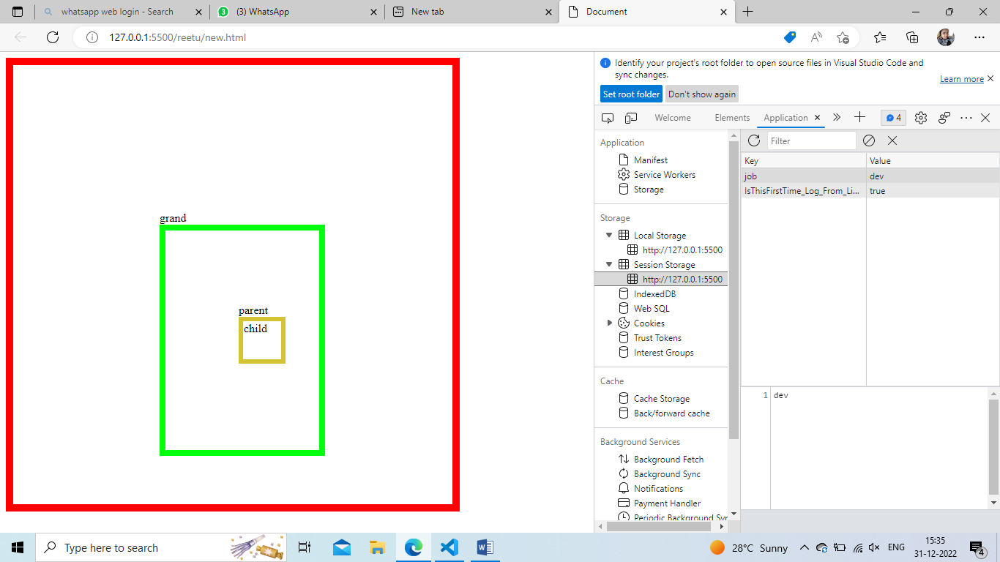 whatsapp web login - Search
3
(3) WhatsApp
New tab
Document
127.0.0.1:5500/reetu/new.html
grand
parent
child
Identify your project's root folder to open source files in Visual Studio Code and
sync changes.
Learn more
Set root folder
Don't show again
Welcome
Elements
Application
4
Application
Manifest
Service Workers
Storage
Storage
Local Storage
http://127.0.0.1:5500
Session Storage
http://127.0.0.1:5500
IndexedDB
Web SQL
Cookies
Trust Tokens
Interest Groups
Cache
Cache Storage
Back/forward cache
Background Services
Background Fetch
Background Sync
Notifications
Payment Handler
Periodic Background Syn
Filter
Key Value
job dev
IsThisFirstTime_Log_From_Li... true
1 dev
Type here to search
28°C Sunny
ENG
15:35
31-12-2022
4